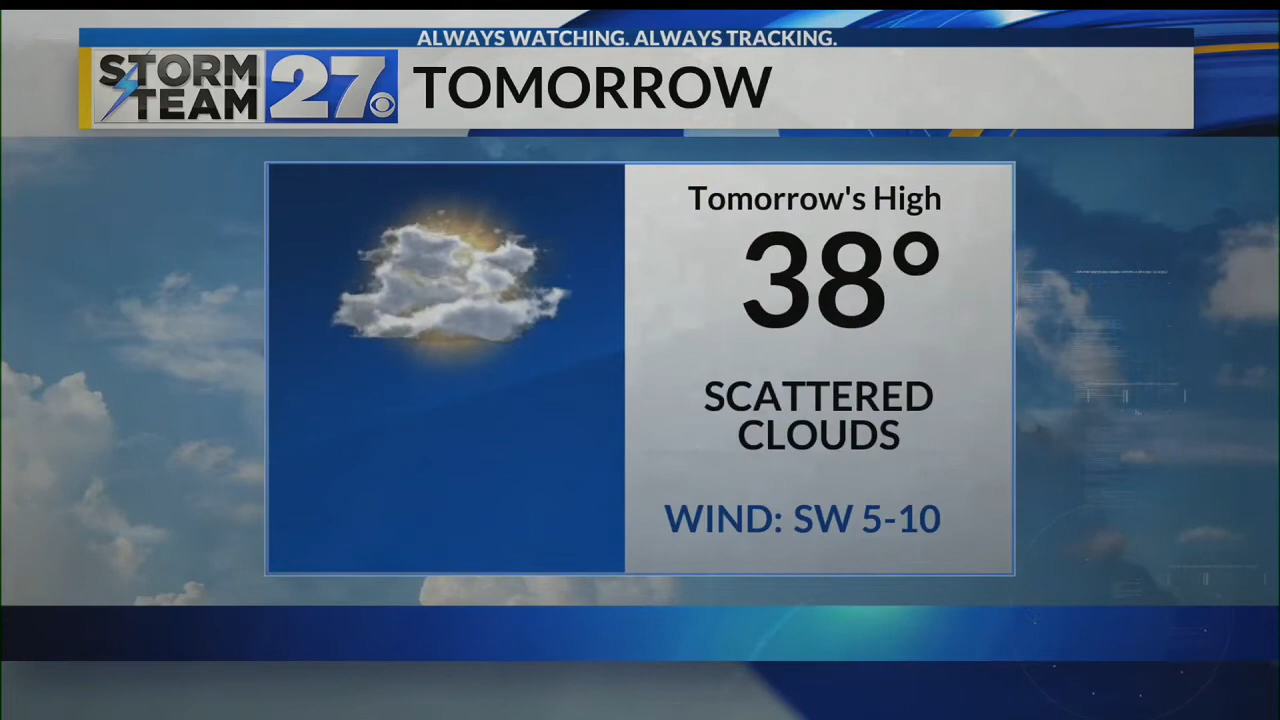 ALWAYS WATCHING. ALWAYS TRACKING.
STORM
TEAM
27
TOMORROW
Tomorrow's High
38°
SCATTERED
CLOUDS
WIND: SW 5-10